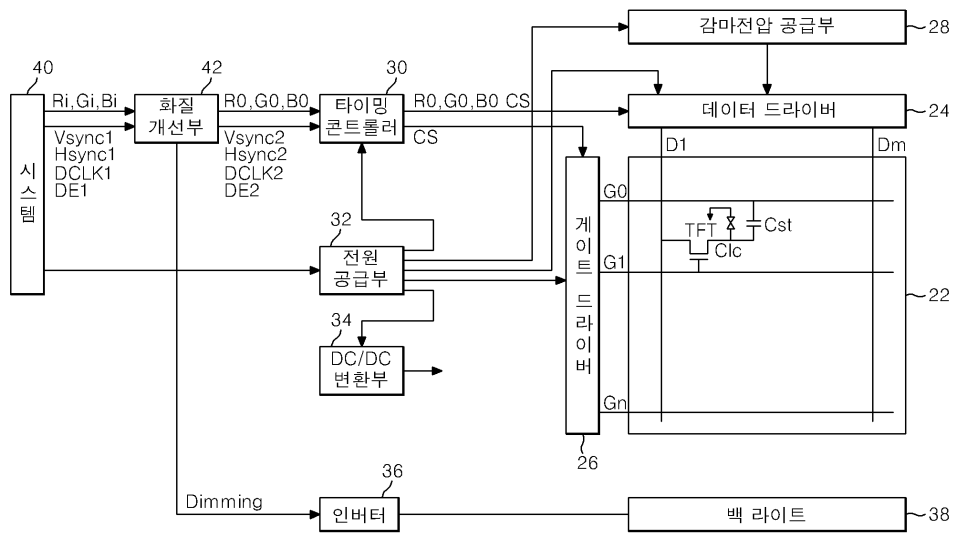 감마전압 공급부
28
40
42
30
Ri,Gi,Bi
화질
개선부
R0,G0,B0
타이밍
콘트롤러
R0,G0,B0 CS
데이터 드라이버
24
Vsync1
Hsync1
DCLK1
DE1
Vsync2
Hsync2
DCLK2
DE2
CS
D1
Dm
시스템
G0
TFT
Cst
Clc
32
전원
공급부
게이트 드라이버
G1
22
34
DC/DC
변환부
Gn
26
36
Dimming
인버터
백 라이트
38